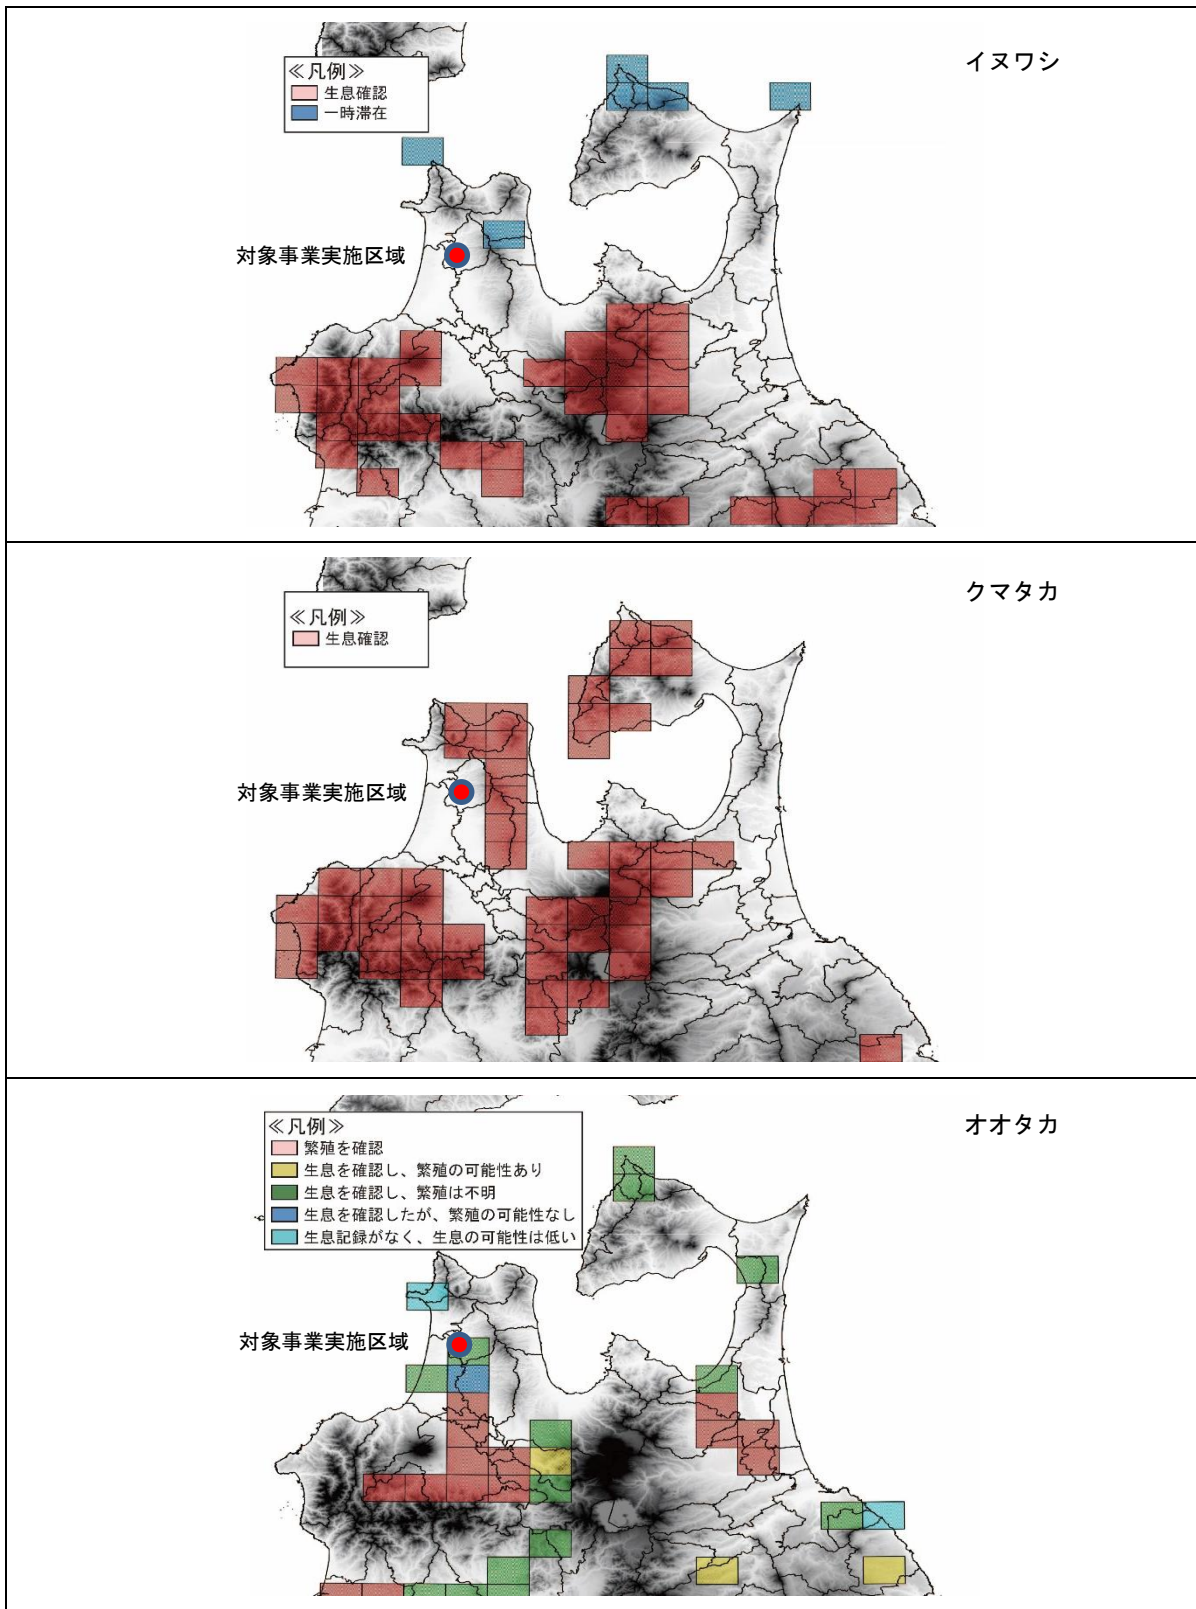 イヌワシ
≪凡例≫
生息確認
一時滞在
対象事業実施区域
クマタカ
≪凡例≫
生息確認
対象事業実施区域
オオタカ
≪凡例≫
繁殖を確認
生息を確認し、繁殖の可能性あり
生息を確認し、繁殖は不明
生息を確認したが、繁殖の可能性なし
生息記録がなく、生息の可能性は低い
対象事業実施区域